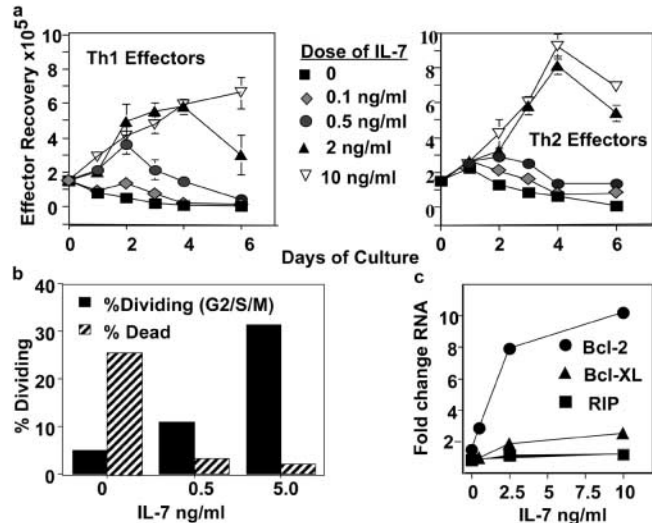 a
Effector Recovery x10⁵
10
8
6
4
2
0
Th1 Effectors
0 2 4 6
Dose of IL-7
0
0.1 ng/ml
0.5 ng/ml
2 ng/ml
10 ng/ml
10
8
6
4
2
0
Th2 Effectors
0 2 4 6
Days of Culture
b
% Dividing
40
30
20
10
0
%Dividing (G2/S/M)
% Dead
0 0.5 5.0
IL-7 ng/ml
c
Fold change RNA
10
8
6
4
2
Bcl-2
Bcl-XL
RIP
0 2.5 5.0 7.5 10
IL-7 ng/ml